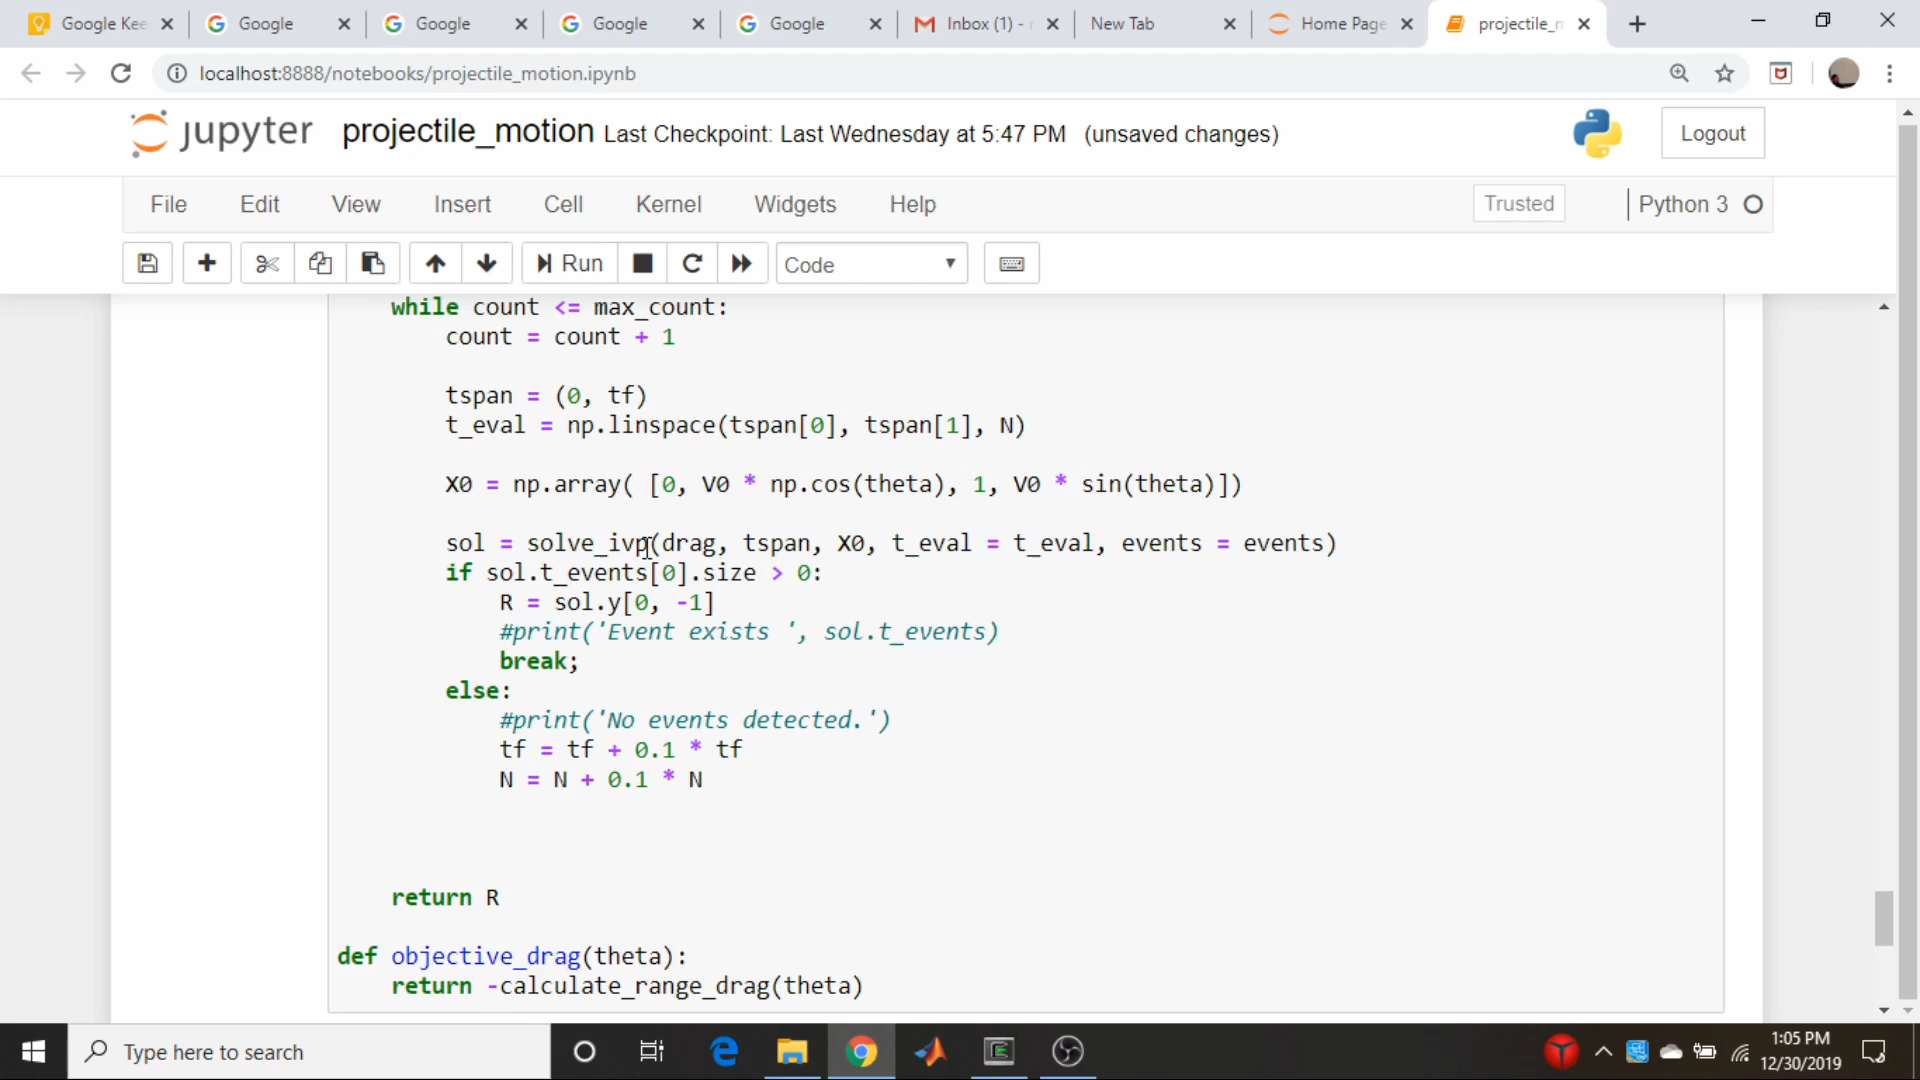 Google Kee
Google
Google
Google
Google
Inbox (1) -
New Tab
Home Page
projectile_m
localhost:8888/notebooks/projectile_motion.ipynb
jupyter projectile_motion Last Checkpoint: Last Wednesday at 5:47 PM (unsaved changes)
Logout
File Edit View Insert Cell Kernel Widgets Help
Trusted
Python 3
Run
Code
while count <= max_count:
count = count + 1
tspan = (0, tf)
t_eval = np.linspace(tspan[0], tspan[1], N)
X0 = np.array( [0, V0 * np.cos(theta), 1, V0 * sin(theta)])
sol = solve_ivp(drag, tspan, X0, t_eval = t_eval, events = events)
if sol.t_events[0].size > 0:
R = sol.y[0, -1]
#print('Event exists ', sol.t_events)
break;
else:
#print('No events detected.')
tf = tf + 0.1 * tf
N = N + 0.1 * N
return R
def objective_drag(theta):
return -calculate_range_drag(theta)
Type here to search
1:05 PM
12/30/2019